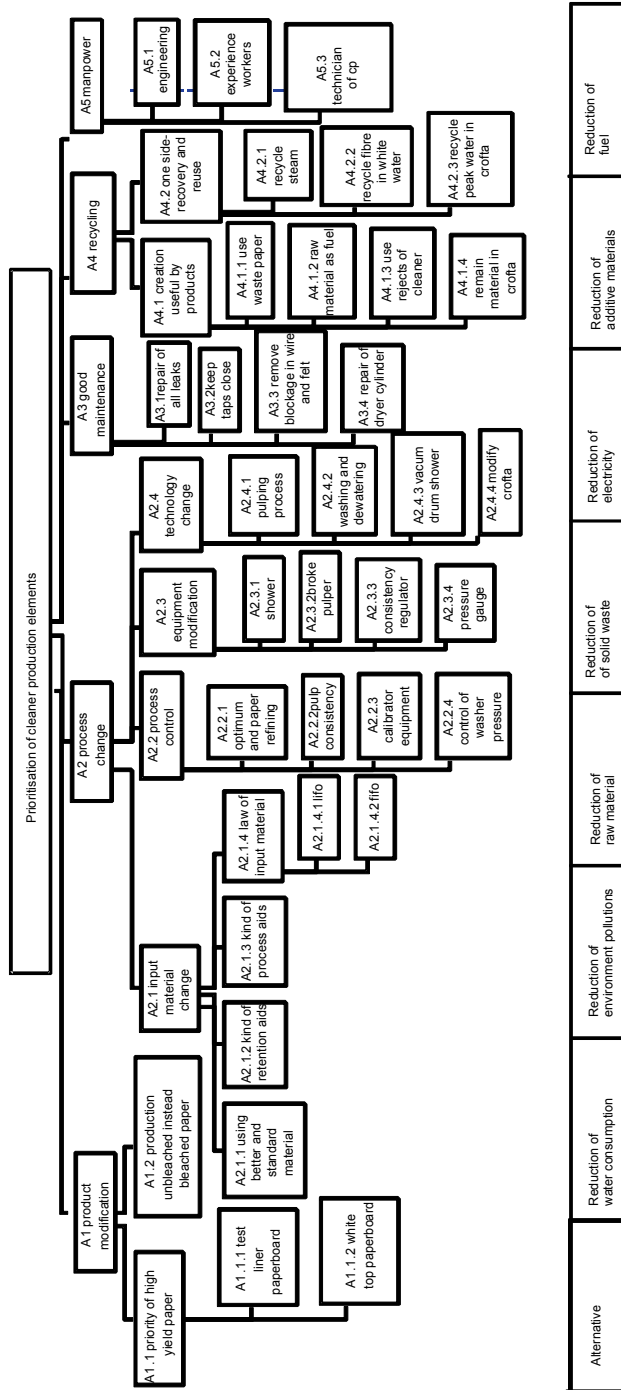 Prioritisation of cleaner production elements
A1 product
modification
A2 process
change
A3 good
maintenance
A4 recycling
A5 manpower
A1.1 priority of high
yield paper
A1.2 production
unbleached instead
bleached paper
A2.1 input
material
change
A2.2 process
control
A2.3
equipment
modification
A2.4
technology
change
A3.1repair of
all leaks
A3.2keep
taps close
A3.3 remove
blockage in wire
and felt
A3.4 repair of
dryer cylinder
A4.1 creation
useful by
products
A4.2 one side-
recovery and
reuse
A5.1
engineering
A5.2
experience
workers
A5.3
technician
of cp
A1.1.1 test
liner
paperboard
A1.1.2 white
top paperboard
A2.1.1 using
better and
standard
material
A2.1.2 kind of
retention aids
A2.1.3 kind of
process aids
A2.1.4 law of
input material
A2.1.4.1 lifo
A2.1.4.2 fifo
A2.2.1
optimum and
paper
refining
A2.2.2pulp
consistency
A2.2.3
calibrator
equipment
A2.2.4
control of
washer
pressure
A2.3.1
shower
A2.3.2broke
pulper
A2.3.3
consistency
regulator
A2.3.4
pressure
gauge
A2.4.1
pulping
process
A2.4.2
washing and
dewatering
A2.4.3 vacum
drum shower
A2.4.4 modify
crofta
A4.1.1 use
waste paper
A4.1.2 raw
material as fuel
A4.1.3 use
rejects of
cleaner
A4.1.4
remain
material in
crofta
A4.2.1
recycle
steam
A4.2.2
recycle fibre
in white
water
A4.2.3 recycle
peak water in
crofta
Alternative
Reduction of
water consumption
Reduction of
environment pollutions
Reduction of
raw material
Reduction of
of solid waste
Reduction of
electricity
Reduction of
additive materials
Reduction of
fuel